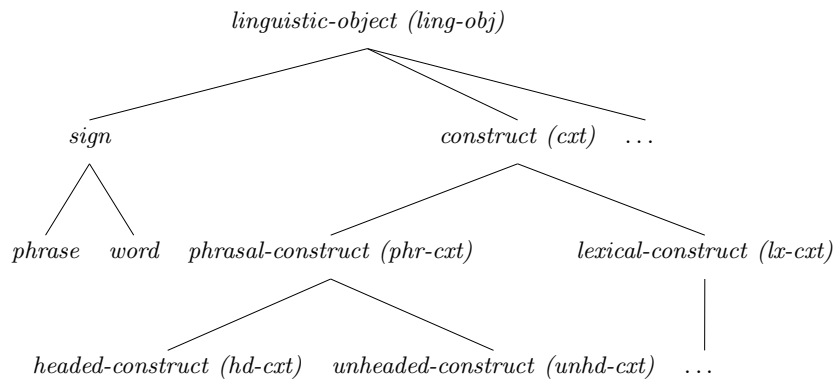 linguistic-object (ling-obj)
sign construct (cxt) ...
phrase word phrasal-construct (phr-cxt) lexical-construct (lx-cxt)
headed-construct (hd-cxt) unheaded-construct (unhd-cxt) ...